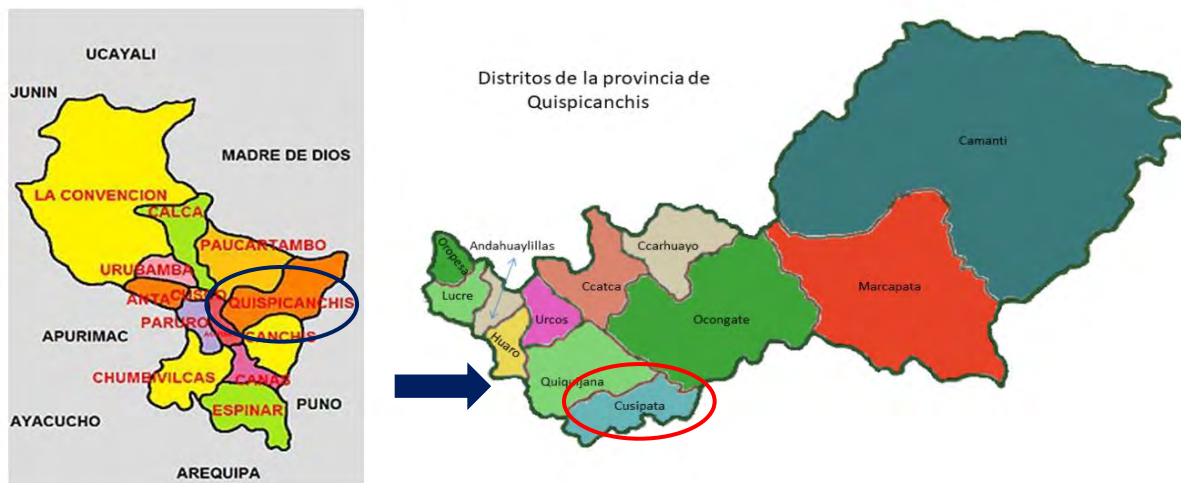 UCAYALI
JUNIN
MADRE DE DIOS
LA CONVENCION
CALCA
PAUCARTAMBO
URUBAMBA
ANTA
CUSCO
QUISPICANCHIS
PARURO
CANCHIS
APURIMAC
CHUMBIVILCAS
CANAS
ESPINAR
PUNO
AYACUCHO
AREQUIPA
Distritos de la provincia de
Quispicanchis
Camanti
Andahuaylillas
Ccarhuayo
Oropesa
Lucre
Ccatca
Marcapata
Urcos
Ocongate
Huaro
Quiquijana
Cusipata